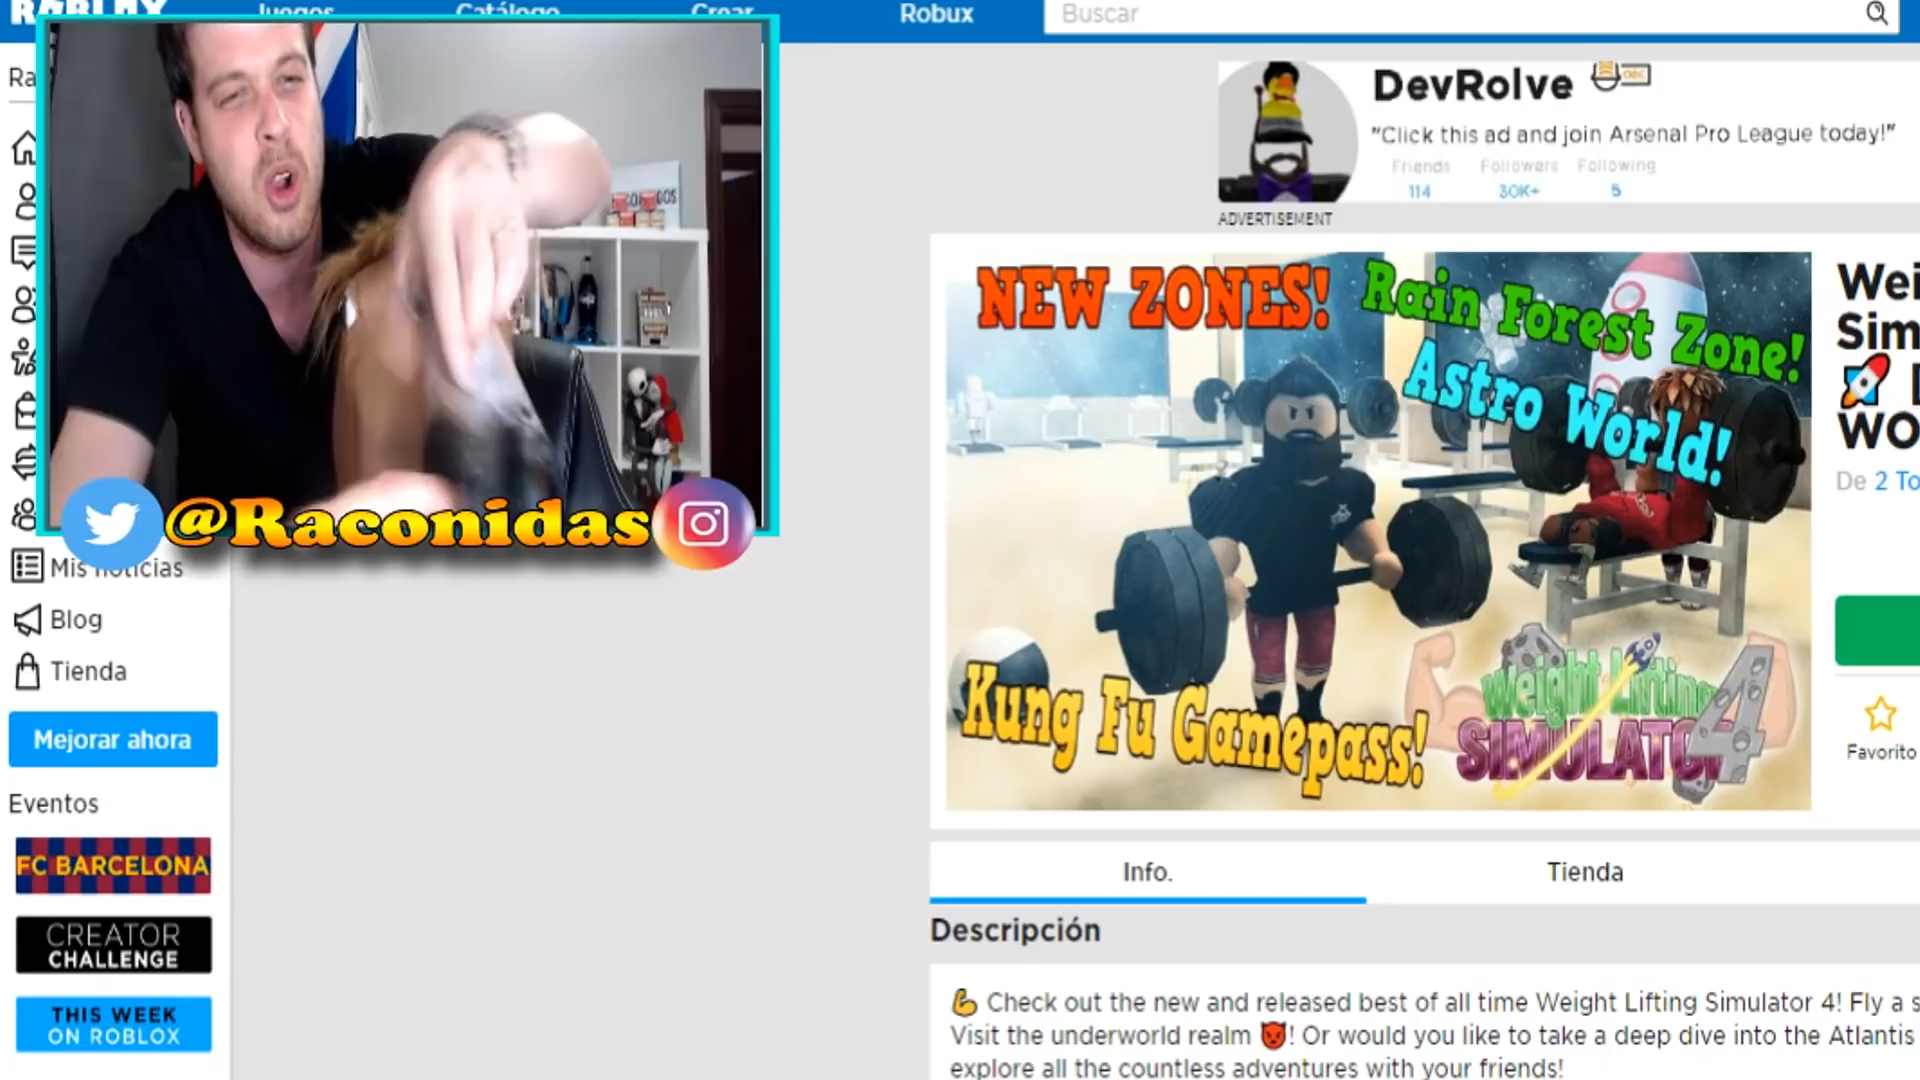 ROBLOX
Juegos
Catálogo
Crear
Robux
Buscar
Ra
DevRolve
OBC
"Click this ad and join Arsenal Pro League today!"
Friends
Followers
Following
114
30K+
5
ADVERTISEMENT
NEW ZONES!
Rain Forest Zone!
Astro World!
Kung Fu Gamepass!
Weight Lifting
SIMULATOR 4
Wei
Sim
WO
De 2 To
Favorito
@Raconidas
Mis noticias
Blog
Tienda
Mejorar ahora
Eventos
FC BARCELONA
CREATOR
CHALLENGE
THIS WEEK
ON ROBLOX
Info.
Tienda
Descripción
💪 Check out the new and released best of all time Weight Lifting Simulator 4! Fly a s
Visit the underworld realm 👿! Or would you like to take a deep dive into the Atlantis
explore all the countless adventures with your friends!